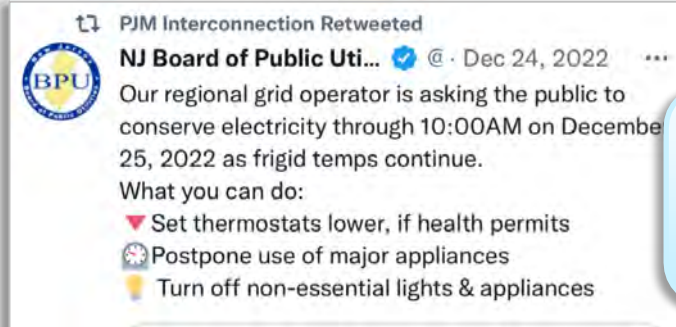 PJM Interconnection Retweeted
NJ Board of Public Uti... @ · Dec 24, 2022 ...
Our regional grid operator is asking the public to
conserve electricity through 10:00AM on Decembe
25, 2022 as frigid temps continue.
What you can do:
🔻 Set thermostats lower, if health permits
⏲️Postpone use of major appliances
💡 Turn off non-essential lights & appliances
BPU